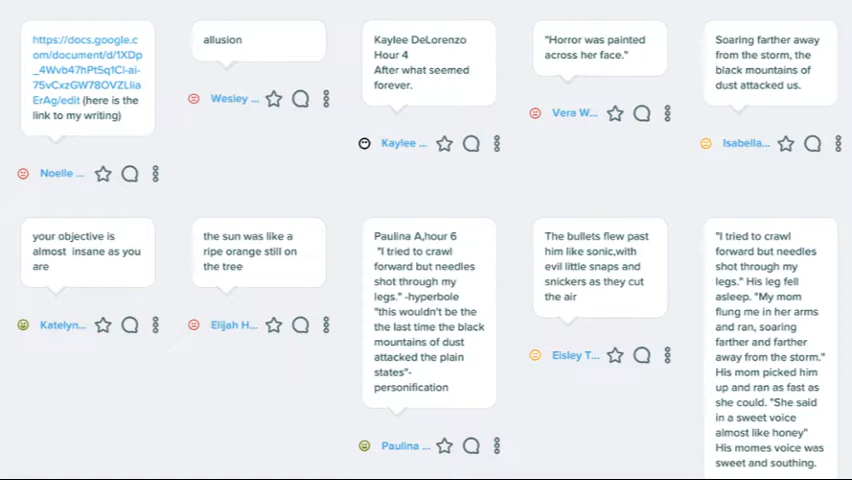 https://docs.google.c
om/document/d/1XDp
_4Wvb47hPt5q1Cl-ai-
75vCxzGW78OVZLlia
ErAg/edit (here is the
link to my writing)
Noelle ...
allusion
Wesley ...
Kaylee DeLorenzo
Hour 4
After what seemed
forever.
Kaylee ...
"Horror was painted
across her face."
Vera W...
Soaring farther away
from the storm, the
black mountains of
dust attacked us.
Isabella...
your objective is
almost insane as you
are
Katelyn...
the sun was like a
ripe orange still on
the tree
Elijah H...
Paulina A,hour 6
"I tried to crawl
forward but needles
shot through my
legs." -hyperbole
"this wouldn't be the
the last time the black
mountains of dust
attacked the plain
states"-
personification
Paulina ...
The bullets flew past
him like sonic,with
evil little snaps and
snickers as they cut
the air
Eisley T...
"I tried to crawl
forward but needles
shot through my
legs." His leg fell
asleep. "My mom
flung me in her arms
and ran, soaring
farther and farther
away from the storm."
His mom picked him
up and ran as fast as
she could. "She said
in a sweet voice
almost like honey"
His momes voice was
sweet and southing.